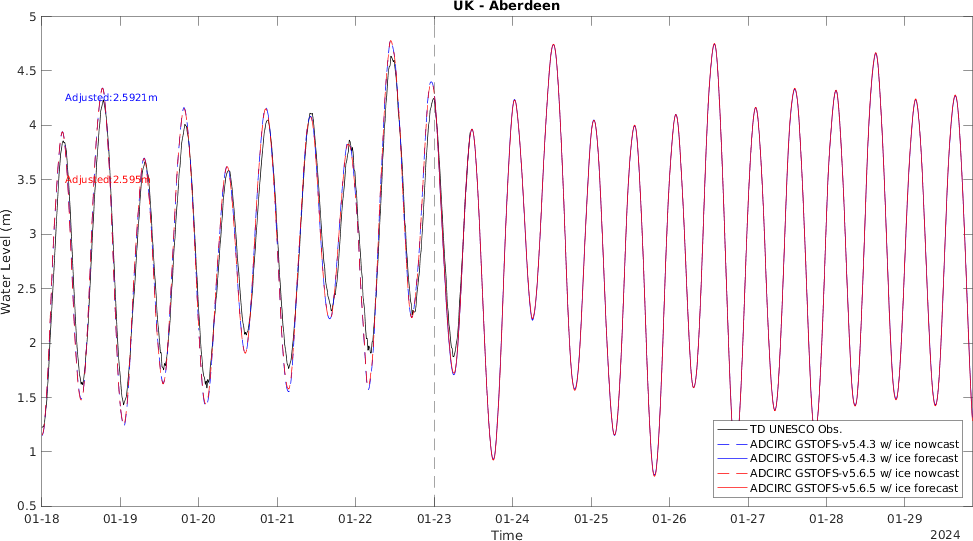 UK - Aberdeen
5
4.5
4
3.5
3
2.5
2
1.5
1
0.5
Water Level (m)
Adjusted:2.5921m
Adjusted:2.595m
TD UNESCO Obs.
ADCIRC GSTOFS-v5.4.3 w/ ice nowcast
ADCIRC GSTOFS-v5.4.3 w/ ice forecast
ADCIRC GSTOFS-v5.6.5 w/ ice nowcast
ADCIRC GSTOFS-v5.6.5 w/ ice forecast
01-18 01-19 01-20 01-21 01-22 01-23 01-24 01-25 01-26 01-27 01-28 01-29
Time
2024